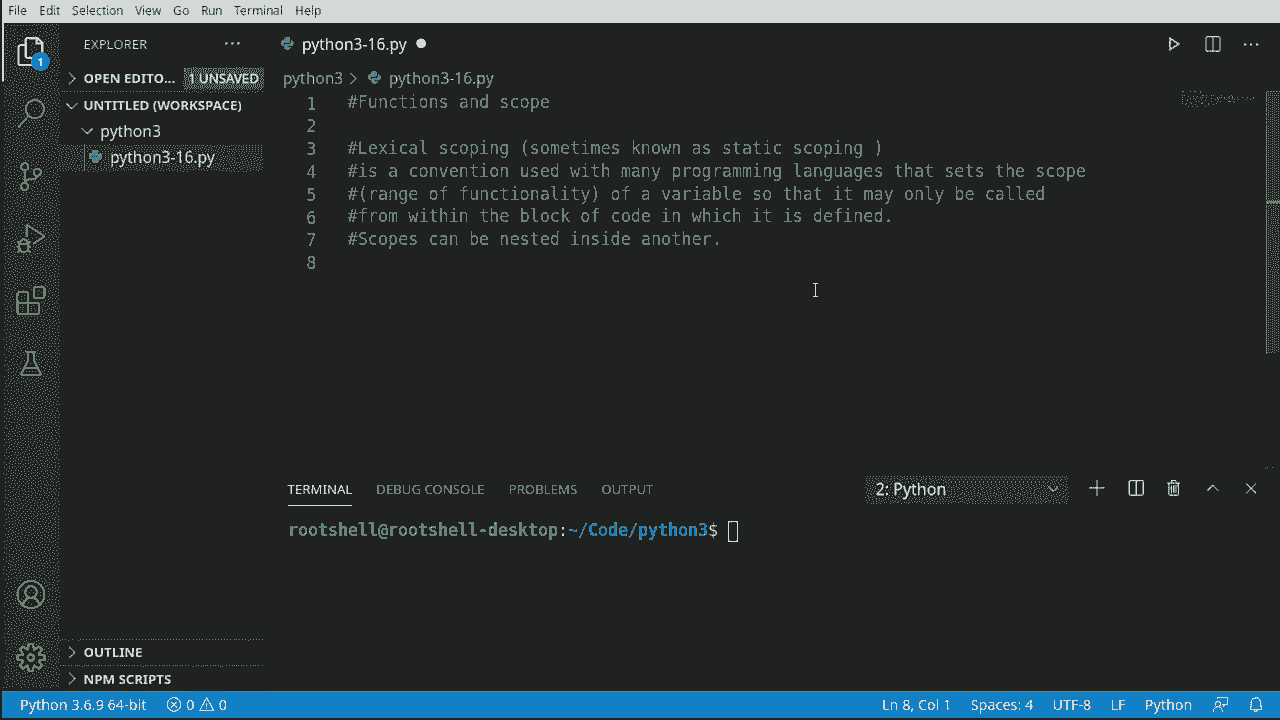 File Edit Selection View Go Run Terminal Help
EXPLORER
python3-16.py
OPEN EDITO... 1 UNSAVED
python3 > python3-16.py
UNTITLED (WORKSPACE)
python3
python3-16.py
1 #Functions and scope
2
3 #Lexical scoping (sometimes known as static scoping )
4 #is a convention used with many programming languages that sets the scope
5 #(range of functionality) of a variable so that it may only be called
6 #from within the block of code in which it is defined.
7 #Scopes can be nested inside another.
8
TERMINAL DEBUG CONSOLE PROBLEMS OUTPUT 2: Python
rootshell@rootshell-desktop:~/Code/python3$
OUTLINE
NPM SCRIPTS
Python 3.6.9 64-bit 0 0 Ln 8, Col 1 Spaces: 4 UTF-8 LF Python
1